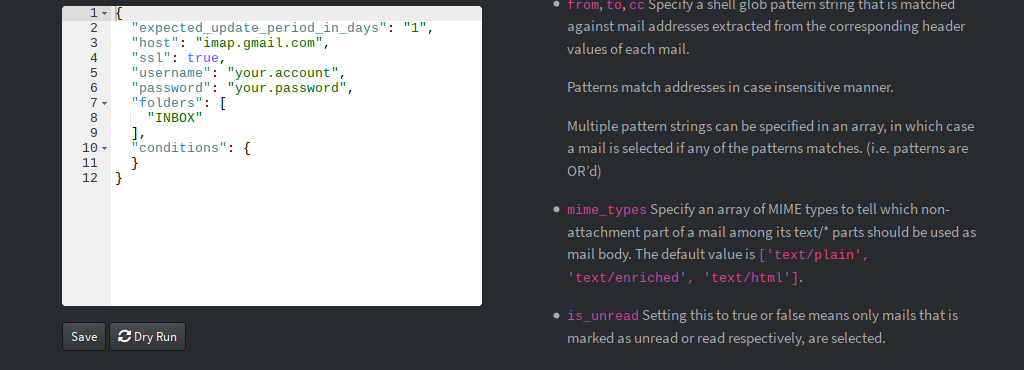 1 {
2 "expected_update_period_in_days": "1",
3 "host": "imap.gmail.com",
4 "ssl": true,
5 "username": "your.account",
6 "password": "your.password",
7 "folders": [
8 "INBOX"
9 ],
10 "conditions": {
11 }
12 }
Save Dry Run
from, to, cc Specify a shell glob pattern string that is matched
against mail addresses extracted from the corresponding header
values of each mail.
Patterns match addresses in case insensitive manner.
Multiple pattern strings can be specified in an array, in which case
a mail is selected if any of the patterns matches. (i.e. patterns are
OR’d)
mime_types Specify an array of MIME types to tell which non-
attachment part of a mail among its text/* parts should be used as
mail body. The default value is ['text/plain',
'text/enriched', 'text/html'].
is_unread Setting this to true or false means only mails that is
marked as unread or read respectively, are selected.